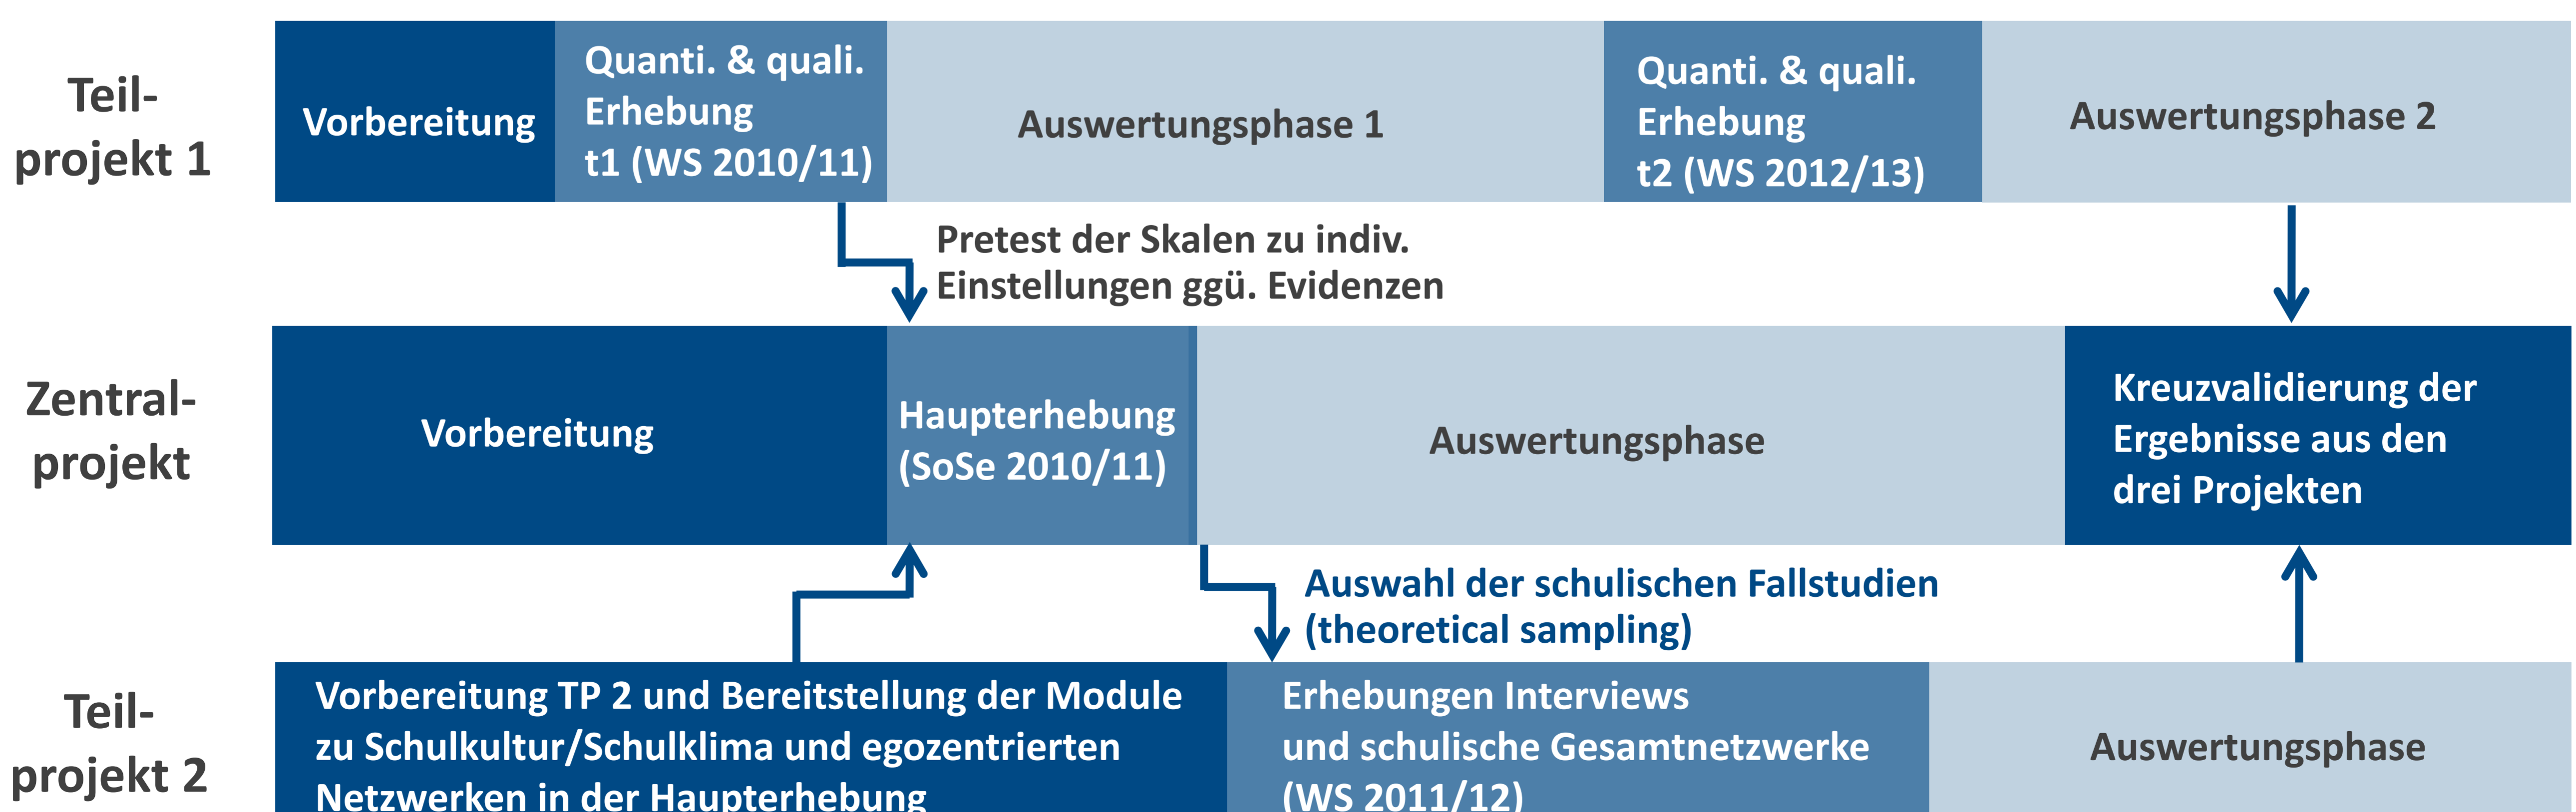 Teil-
projekt 1
Vorbereitung
Quanti. & quali.
Erhebung
t1 (WS 2010/11)
Auswertungsphase 1
Quanti. & quali.
Erhebung
t2 (WS 2012/13)
Auswertungsphase 2
Pretest der Skalen zu indiv.
Einstellungen ggü. Evidenzen
Zentral-
projekt
Vorbereitung
Haupterhebung
(SoSe 2010/11)
Auswertungsphase
Kreuzvalidierung der
Ergebnisse aus den
drei Projekten
Auswahl der schulischen Fallstudien
(theoretical sampling)
Teil-
projekt 2
Vorbereitung TP 2 und Bereitstellung der Module
zu Schulkultur/Schulklima und egozentrierten
Netzwerken in der Haupterhebung
Erhebungen Interviews
und schulische Gesamtnetzwerke
(WS 2011/12)
Auswertungsphase